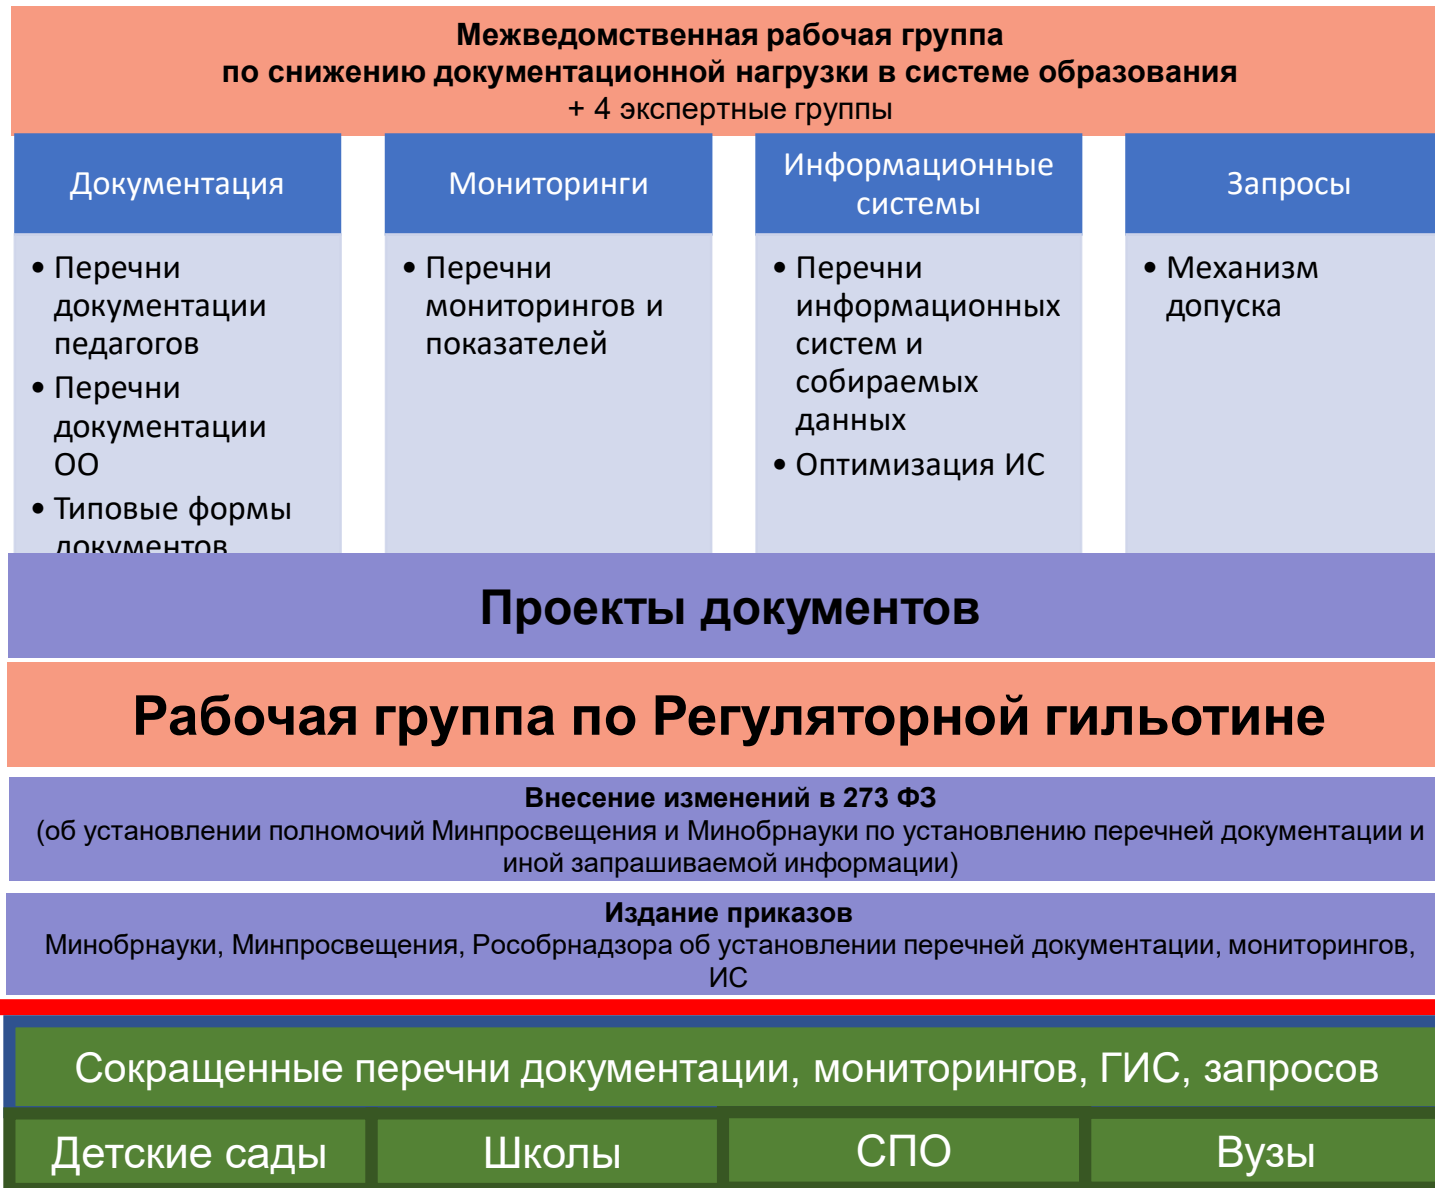 Межведомственная рабочая группа
по снижению документационной нагрузки в системе образования
+ 4 экспертные группы
Документация
• Перечни
документации
педагогов
• Перечни
документации
ОО
• Типовые формы
документов
Мониторинги
• Перечни
мониторингов и
показателей
Информационные
системы
• Перечни
информационных
систем и
собираемых
данных
• Оптимизация ИС
Запросы
• Механизм
допуска
Проекты документов
Рабочая группа по Регуляторной гильотине
Внесение изменений в 273 ФЗ
(об установлении полномочий Минпросвещения и Минобрнауки по установлению перечней документации и
иной запрашиваемой информации)
Издание приказов
Минобрнауки, Минпросвещения, Рособрнадзора об установлении перечней документации, мониторингов,
ИС
Сокращенные перечни документации, мониторингов, ГИС, запросов
Детские сады
Школы
СПО
Вузы